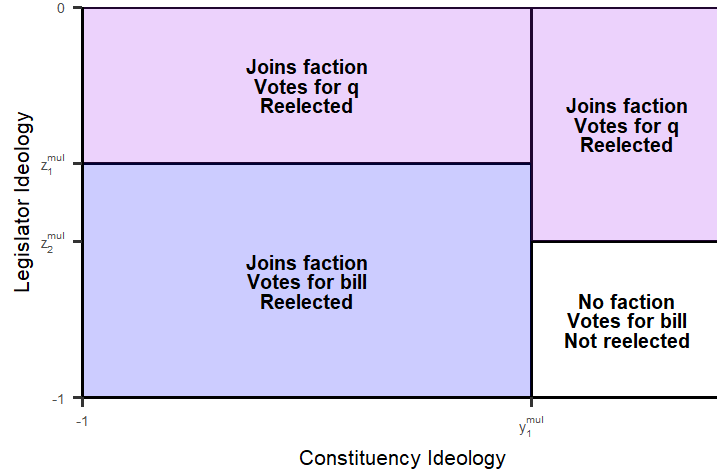 0
Joins faction
Votes for q
Reelected
Joins faction
Votes for q
Reelected
z₁ᵐᵘˡ
z₂ᵐᵘˡ
Legislator Ideology
Joins faction
Votes for bill
Reelected
No faction
Votes for bill
Not reelected
-1
-1
y₁ᵐᵘˡ
Constituency Ideology